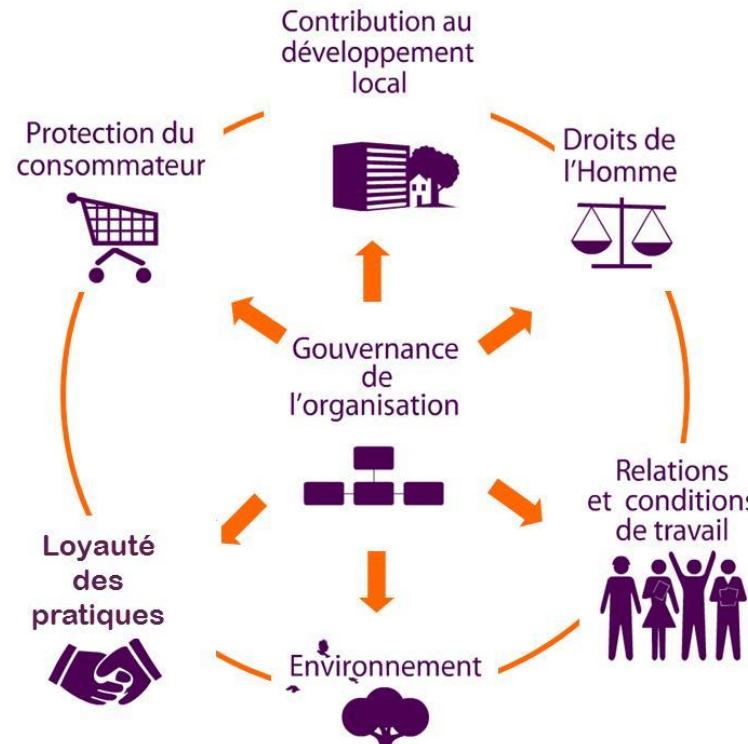 Contribution au
développement
local
Protection du
consommateur
Droits de
l'Homme
Gouvernance
de
l'organisation
Relations
et conditions
de travail
Loyauté
des
pratiques
Environnement